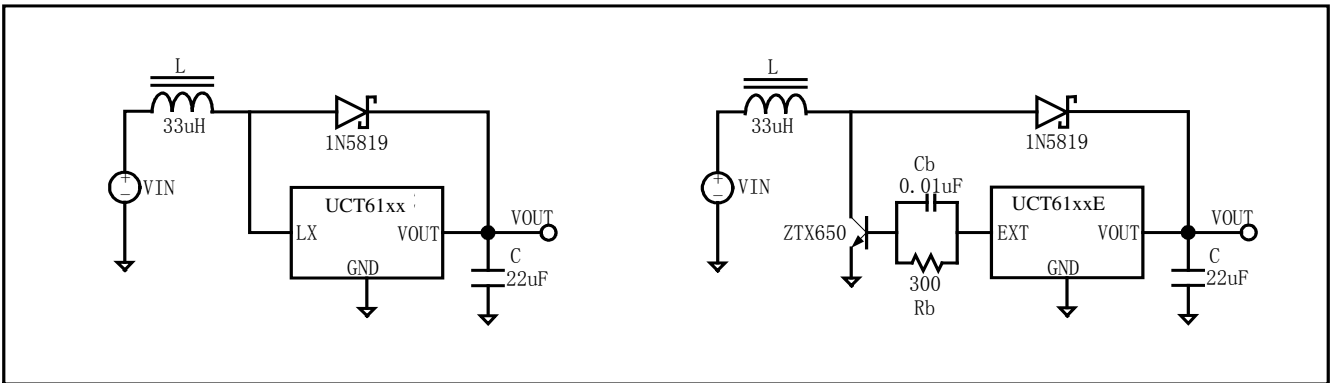 L
33uH
1N5819
VIN
UCT61xx
LX
VOUT
GND
VOUT
C
22uF
L
33uH
1N5819
VIN
Cb
0.01uF
ZTX650
300
Rb
UCT61xxE
EXT
VOUT
GND
VOUT
C
22uF